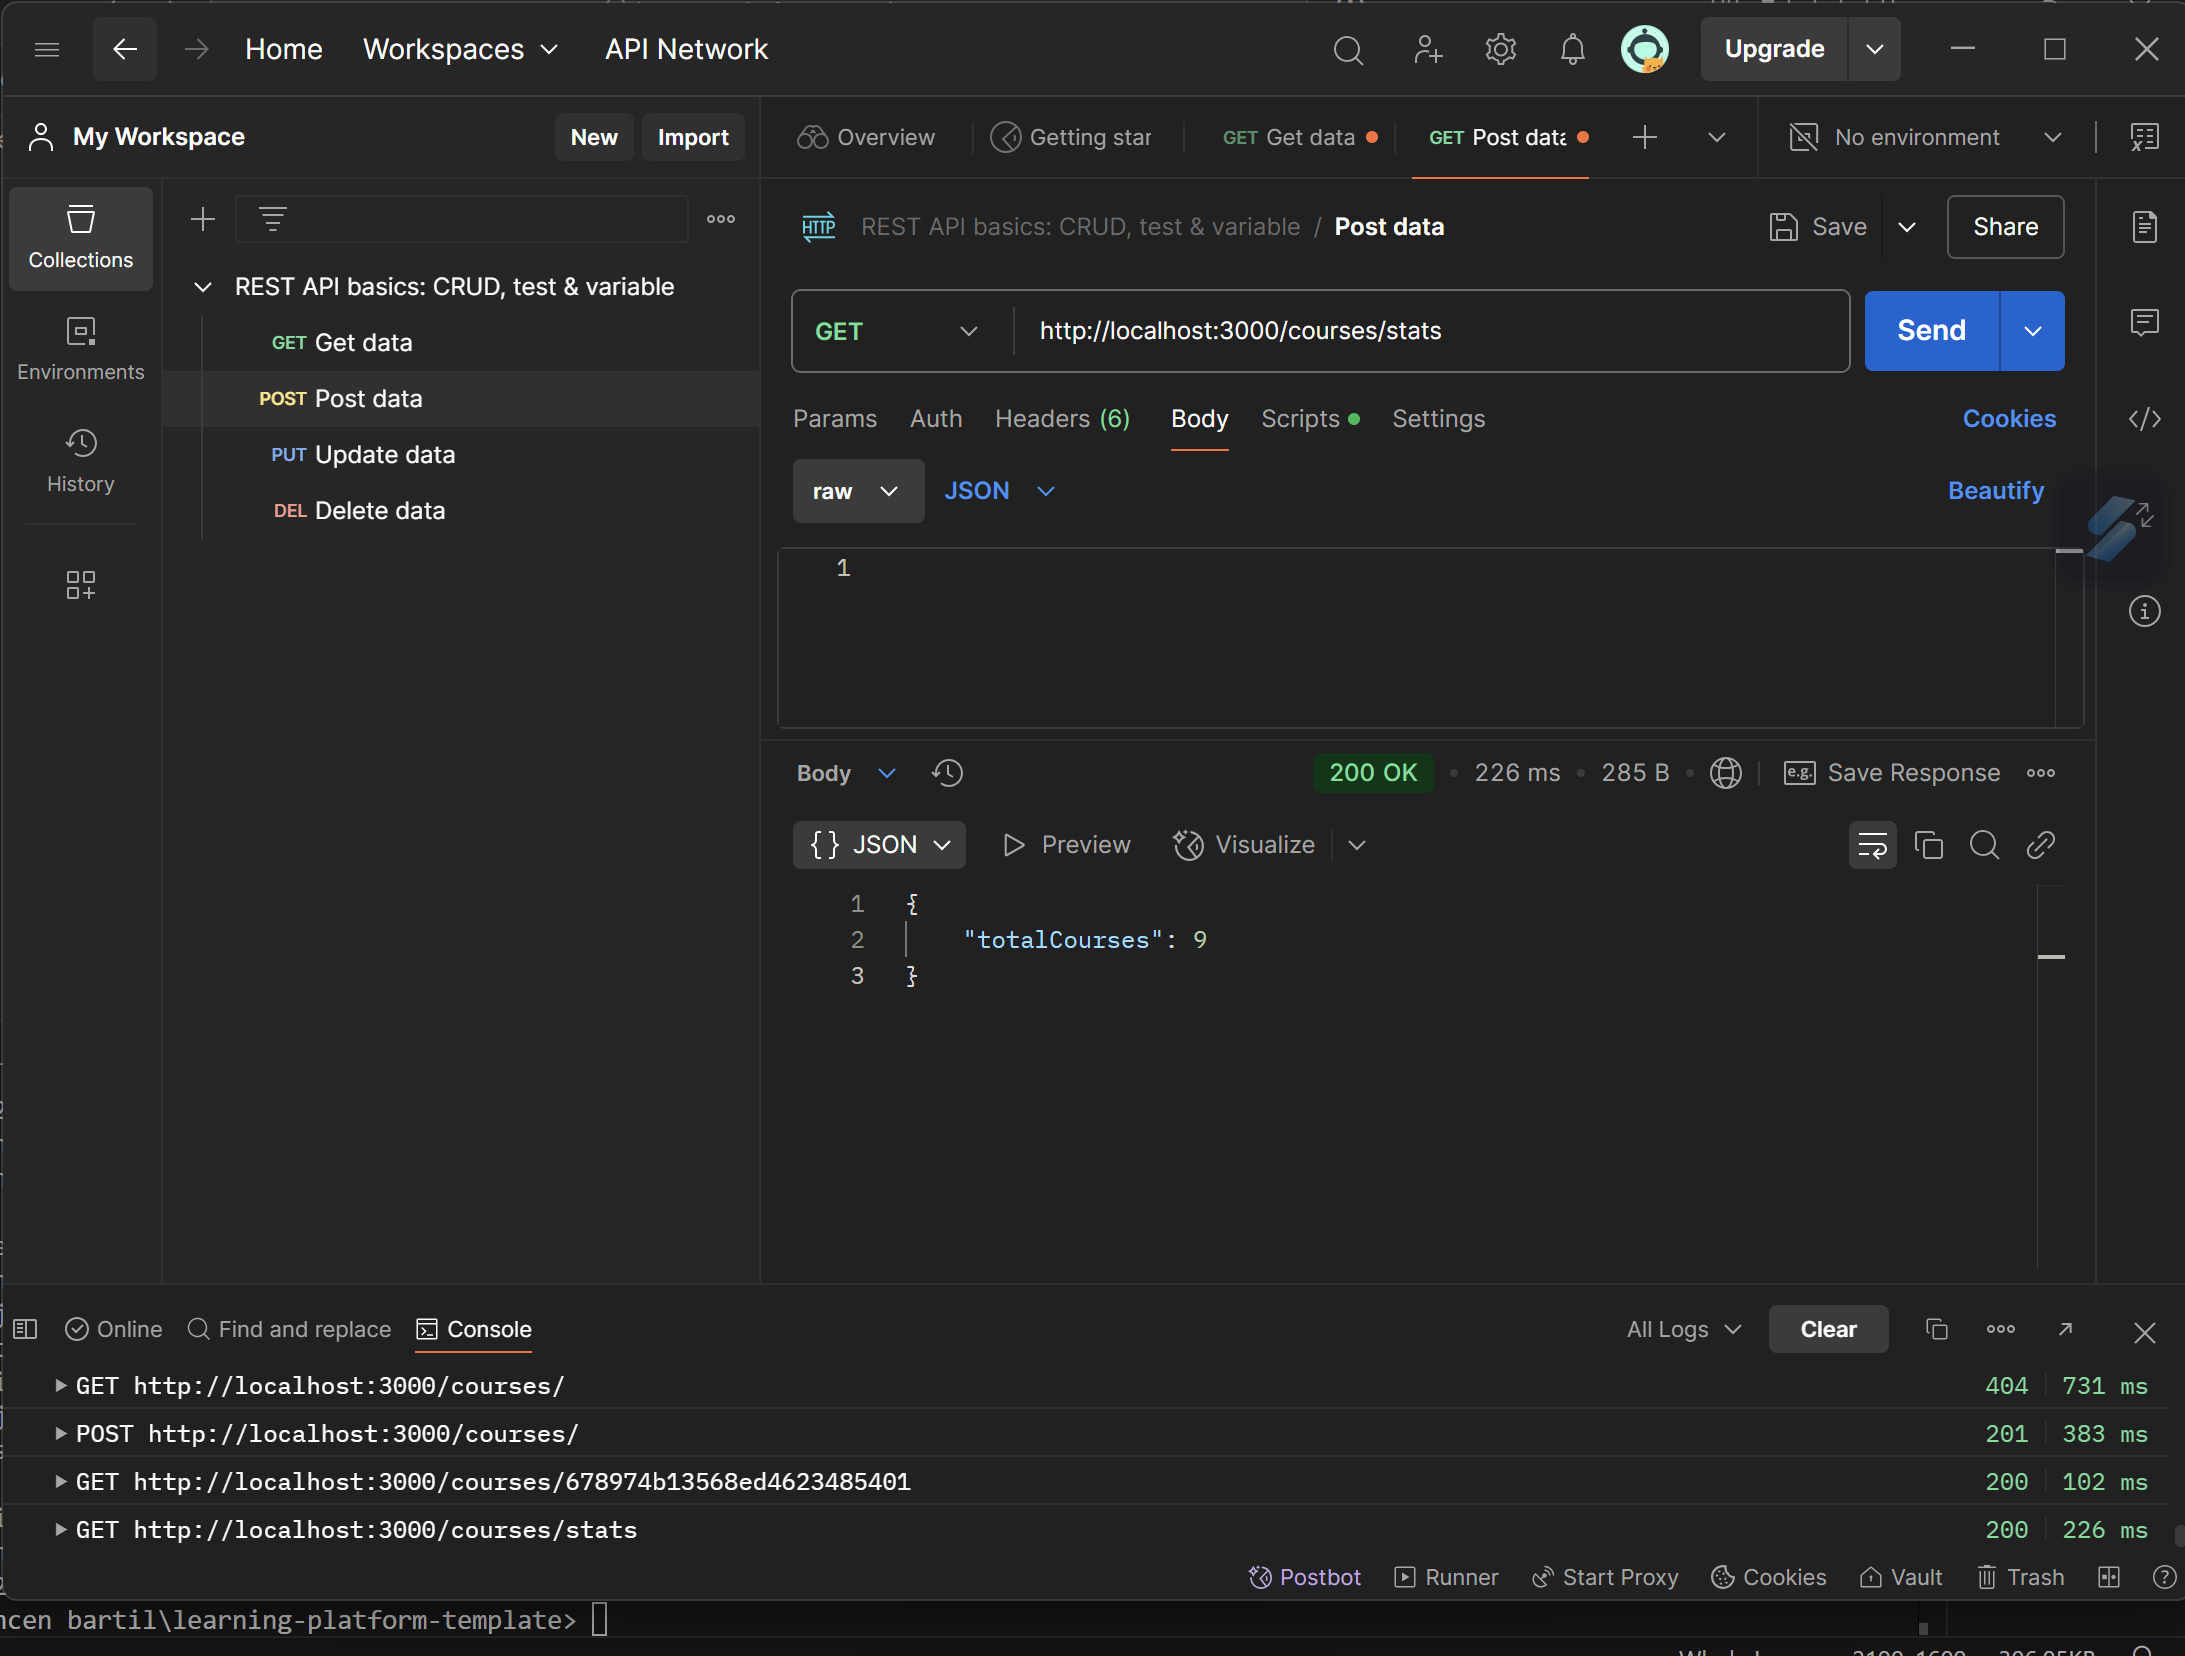 Home
Workspaces
API Network
Upgrade
My Workspace
New
Import
Overview
Getting star
GET Get data
GET Post data
No environment
Collections
Environments
History
REST API basics: CRUD, test & variable
GET Get data
POST Post data
PUT Update data
DEL Delete data
HTTP
REST API basics: CRUD, test & variable / Post data
Save
Share
GET
http://localhost:3000/courses/stats
Send
Params
Auth
Headers (6)
Body
Scripts
Settings
Cookies
raw
JSON
Beautify
1
Body
200 OK
226 ms
285 B
e.g.
Save Response
{} JSON
Preview
Visualize
1 {
2 "totalCourses": 9
3 }
Online
Find and replace
Console
All Logs
Clear
GET http://localhost:3000/courses/ 404 731 ms
POST http://localhost:3000/courses/ 201 383 ms
GET http://localhost:3000/courses/678974b13568ed4623485401 200 102 ms
GET http://localhost:3000/courses/stats 200 226 ms
Postbot
Runner
Start Proxy
Cookies
Vault
Trash
ncen bartil\learning-platform-template>